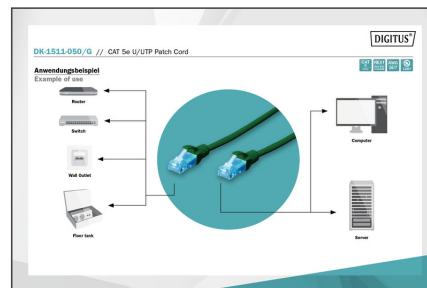 DIGITUS®
DK-1511-050/G // CAT 5e U/UTP Patch Cord
Anwendungsbeispiel
Example of use
Router
Switch
Wall Outlet
Floor tank
Computer
Server